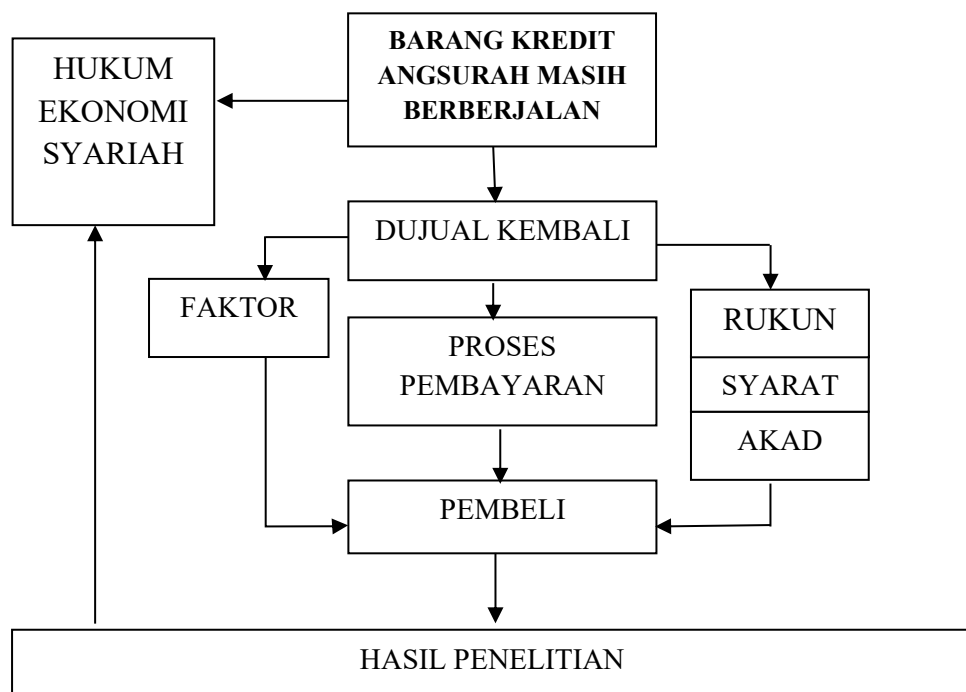 HUKUM
EKONOMI
SYARIAH
BARANG KREDIT
ANGSURAH MASIH
BERBERJALAN
DUJUAL KEMBALI
FAKTOR
PROSES
PEMBAYARAN
RUKUN
SYARAT
AKAD
PEMBELI
HASIL PENELITIAN